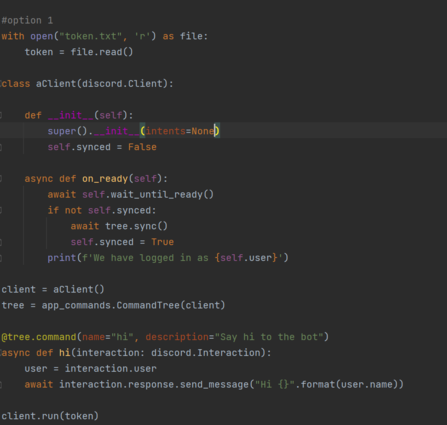 #option 1
with open("token.txt", 'r') as file:
    token = file.read()
class aClient(discord.Client):
    def __init__(self):
        super().__init__(intents=None)
        self.synced = False
    async def on_ready(self):
        await self.wait_until_ready()
        if not self.synced:
            await tree.sync()
            self.synced = True
        print(f'We have logged in as {self.user}')
client = aClient()
tree = app_commands.CommandTree(client)
@tree.command(name="hi", description="Say hi to the bot")
async def hi(interaction: discord.Interaction):
    user = interaction.user
    await interaction.response.send_message("Hi {}".format(user.name))
client.run(token)